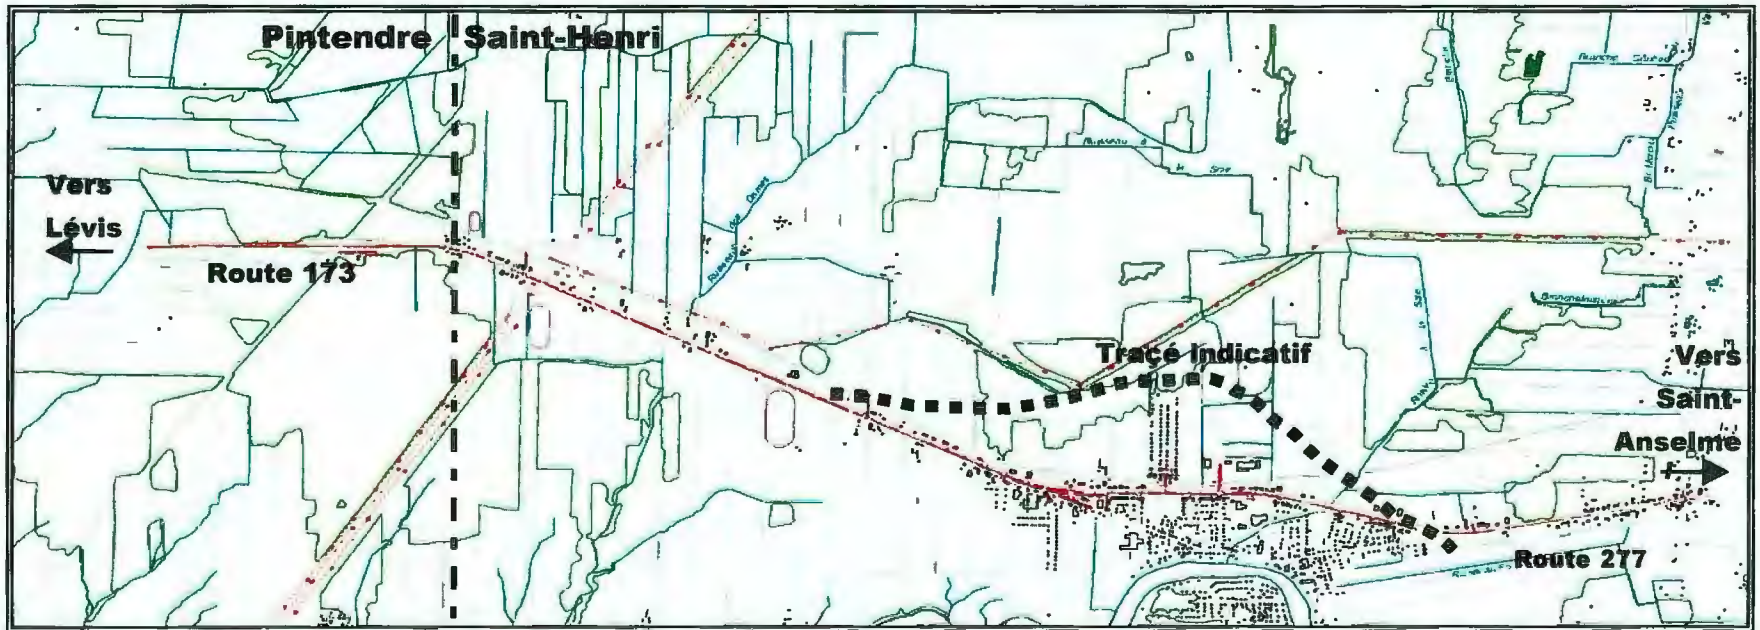 Pintendre Saint-Henri
Vers
Lévis
Route 173
Tracé Indicatif
Vers
Saint-
Anselme
Route 277